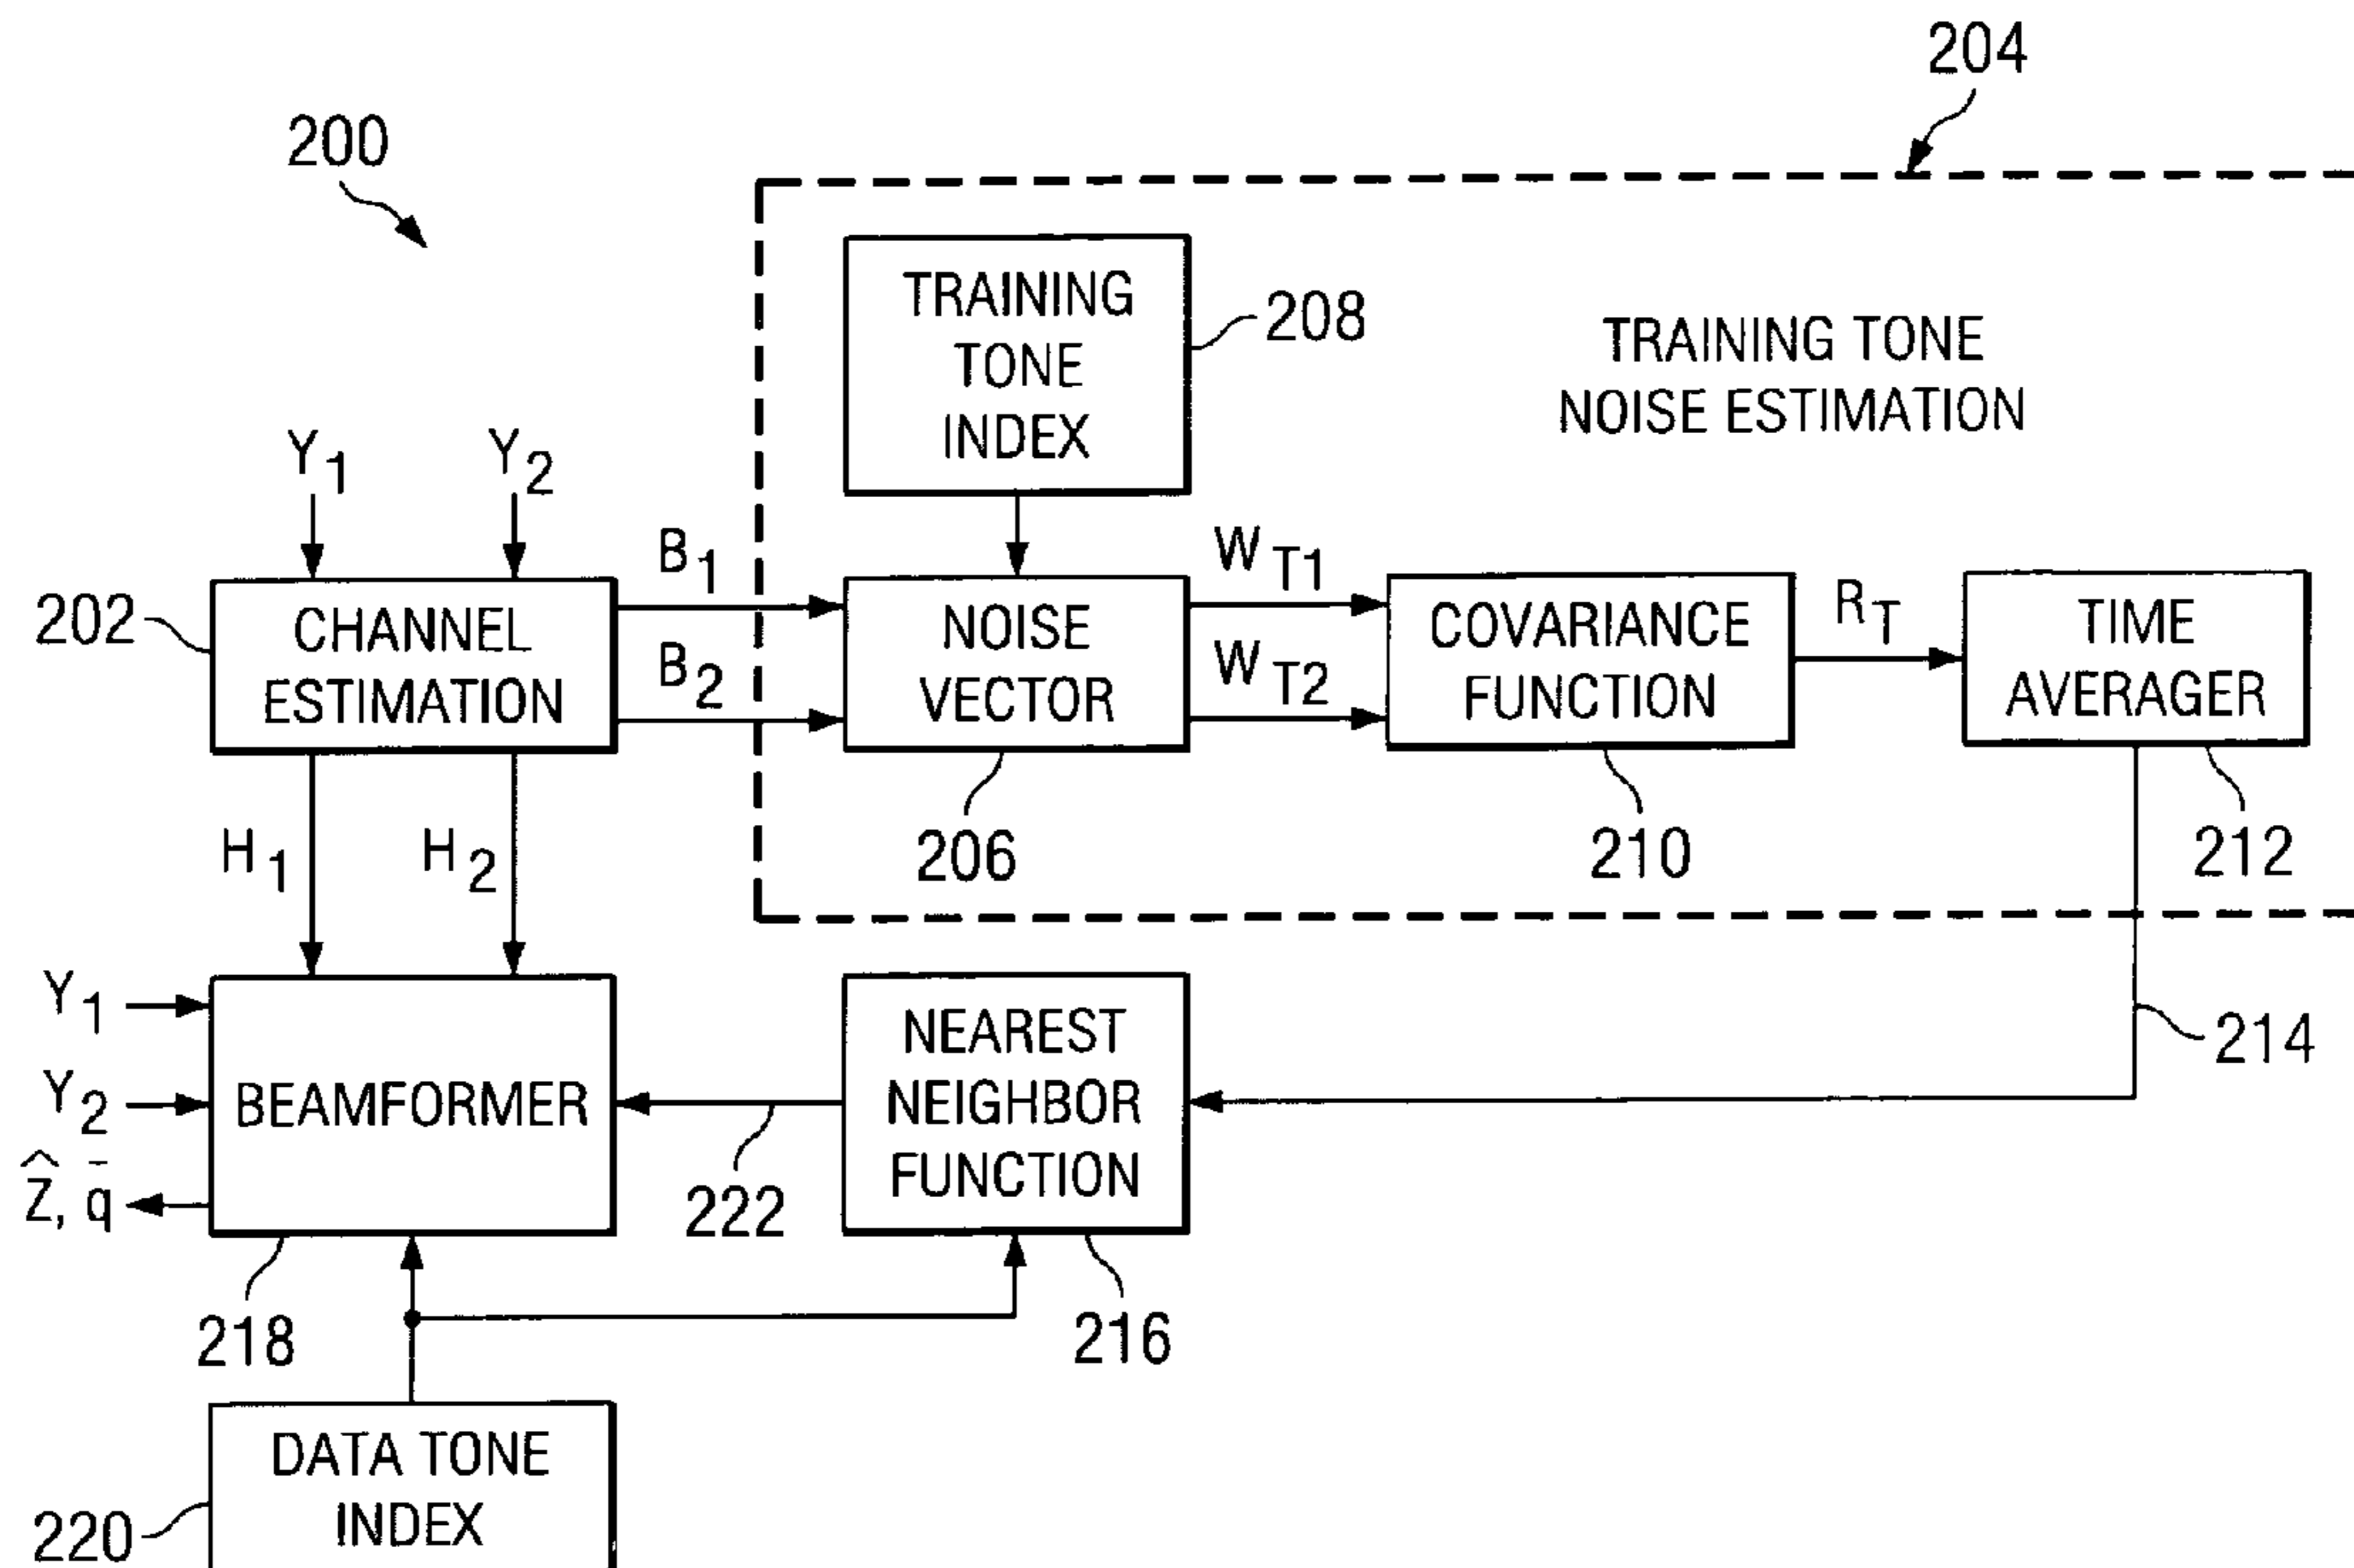 204
200
TRAINING
TONE
INDEX
208
TRAINING TONE
NOISE ESTIMATION
Y1
Y2
B1
B2
WT1
WT2
RT
202
CHANNEL
ESTIMATION
NOISE
VECTOR
COVARIANCE
FUNCTION
TIME
AVERAGER
H1
H2
206
210
212
Y1
Y2
Ẑ, q̄
BEAMFORMER
NEAREST
NEIGHBOR
FUNCTION
214
222
218
216
DATA TONE
INDEX
220